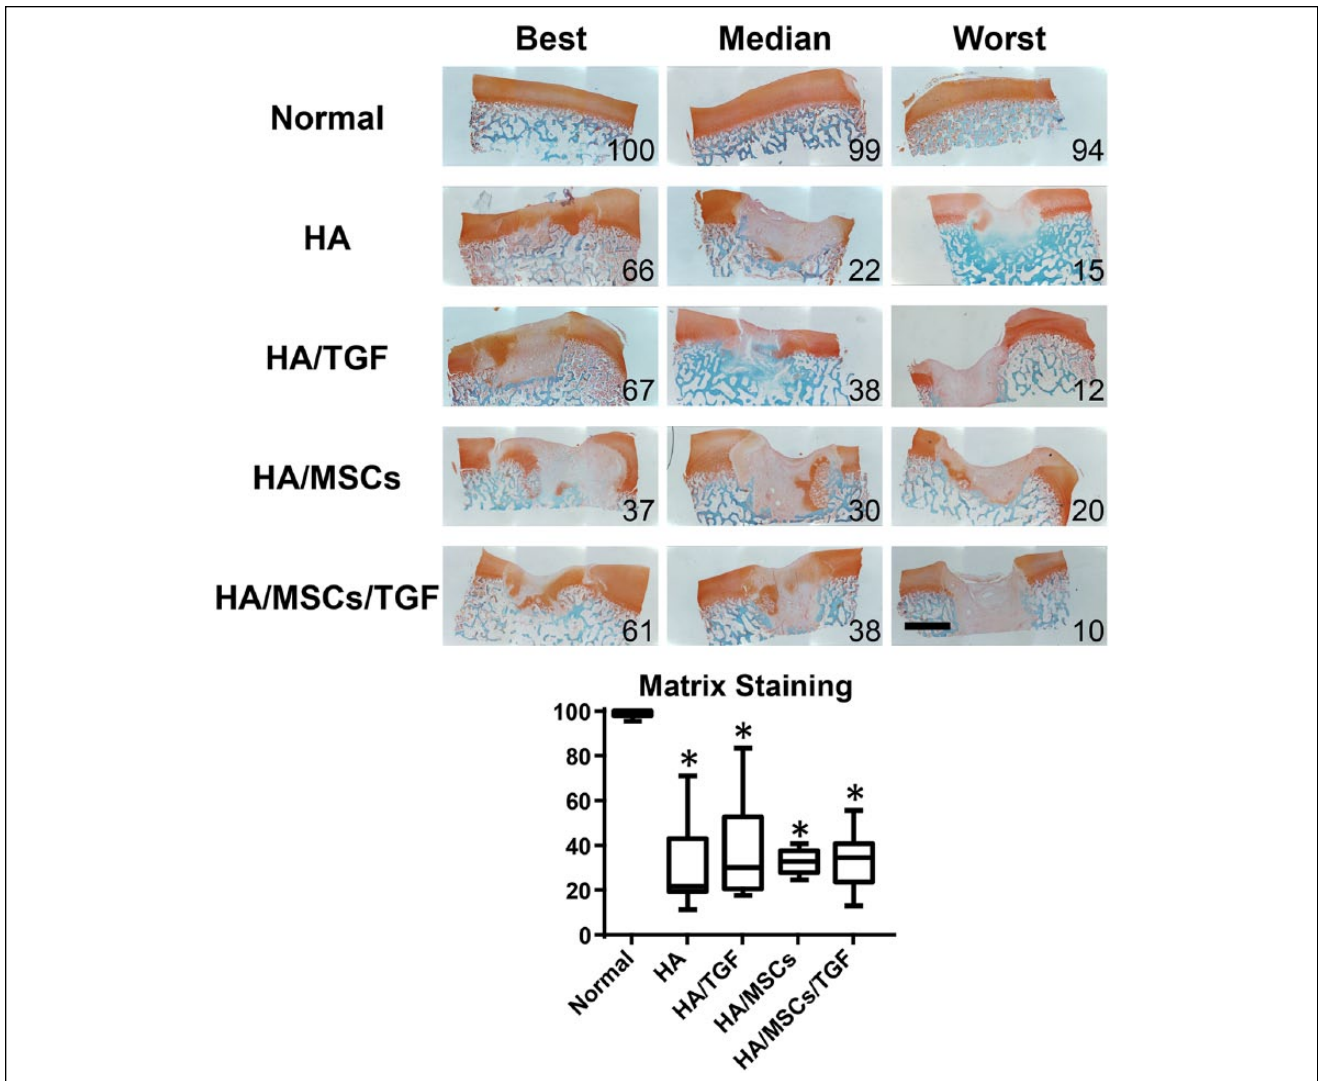 Best Median Worst
Normal 100 99 94
HA 66 22 15
HA/TGF 67 38 12
HA/MSCs 37 30 20
HA/MSCs/TGF 61 38 10
Matrix Staining
100
80
60
40
20
0
* * * *
Normal HA HA/TGF HA/MSCs HA/MSCs/TGF